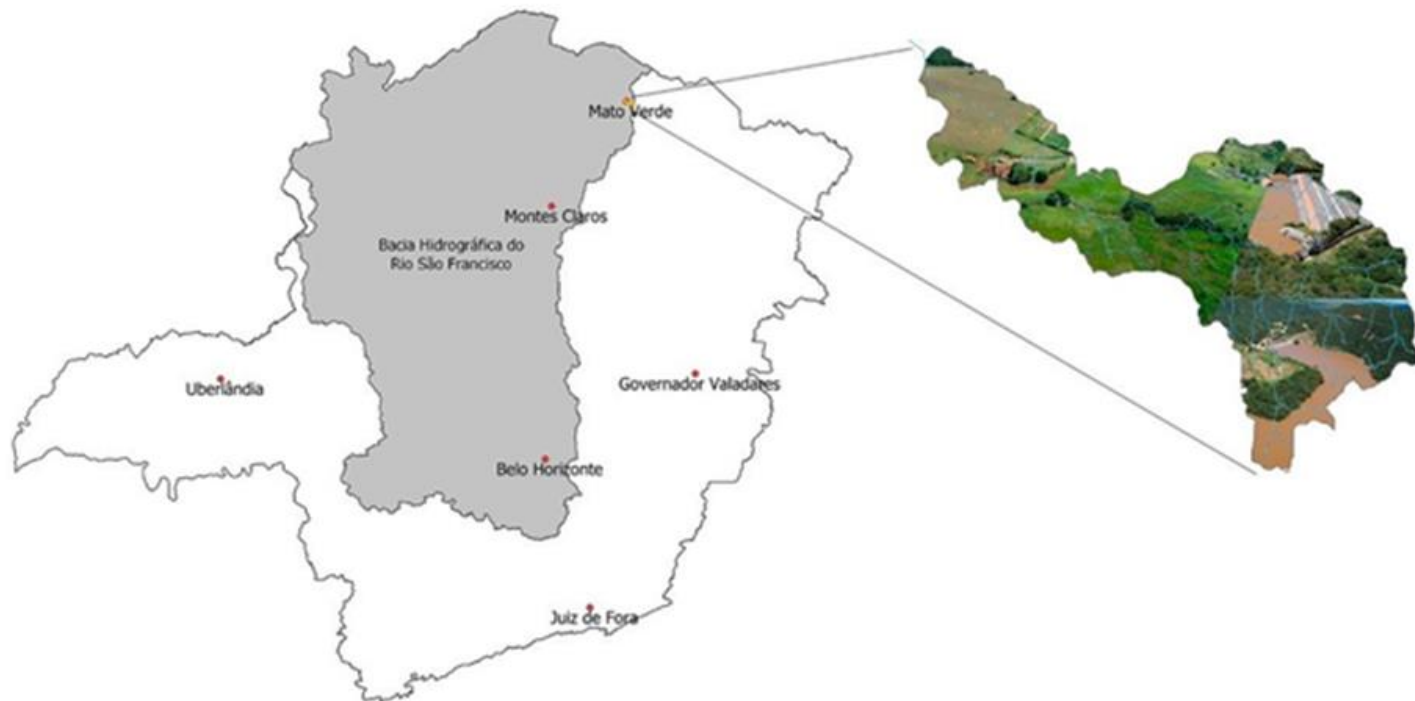 Mato Verde
Montes Claros
Bacia Hidrográfica do
Rio São Francisco
Uberlândia
Governador Valadares
Belo Horizonte
Juiz de Fora